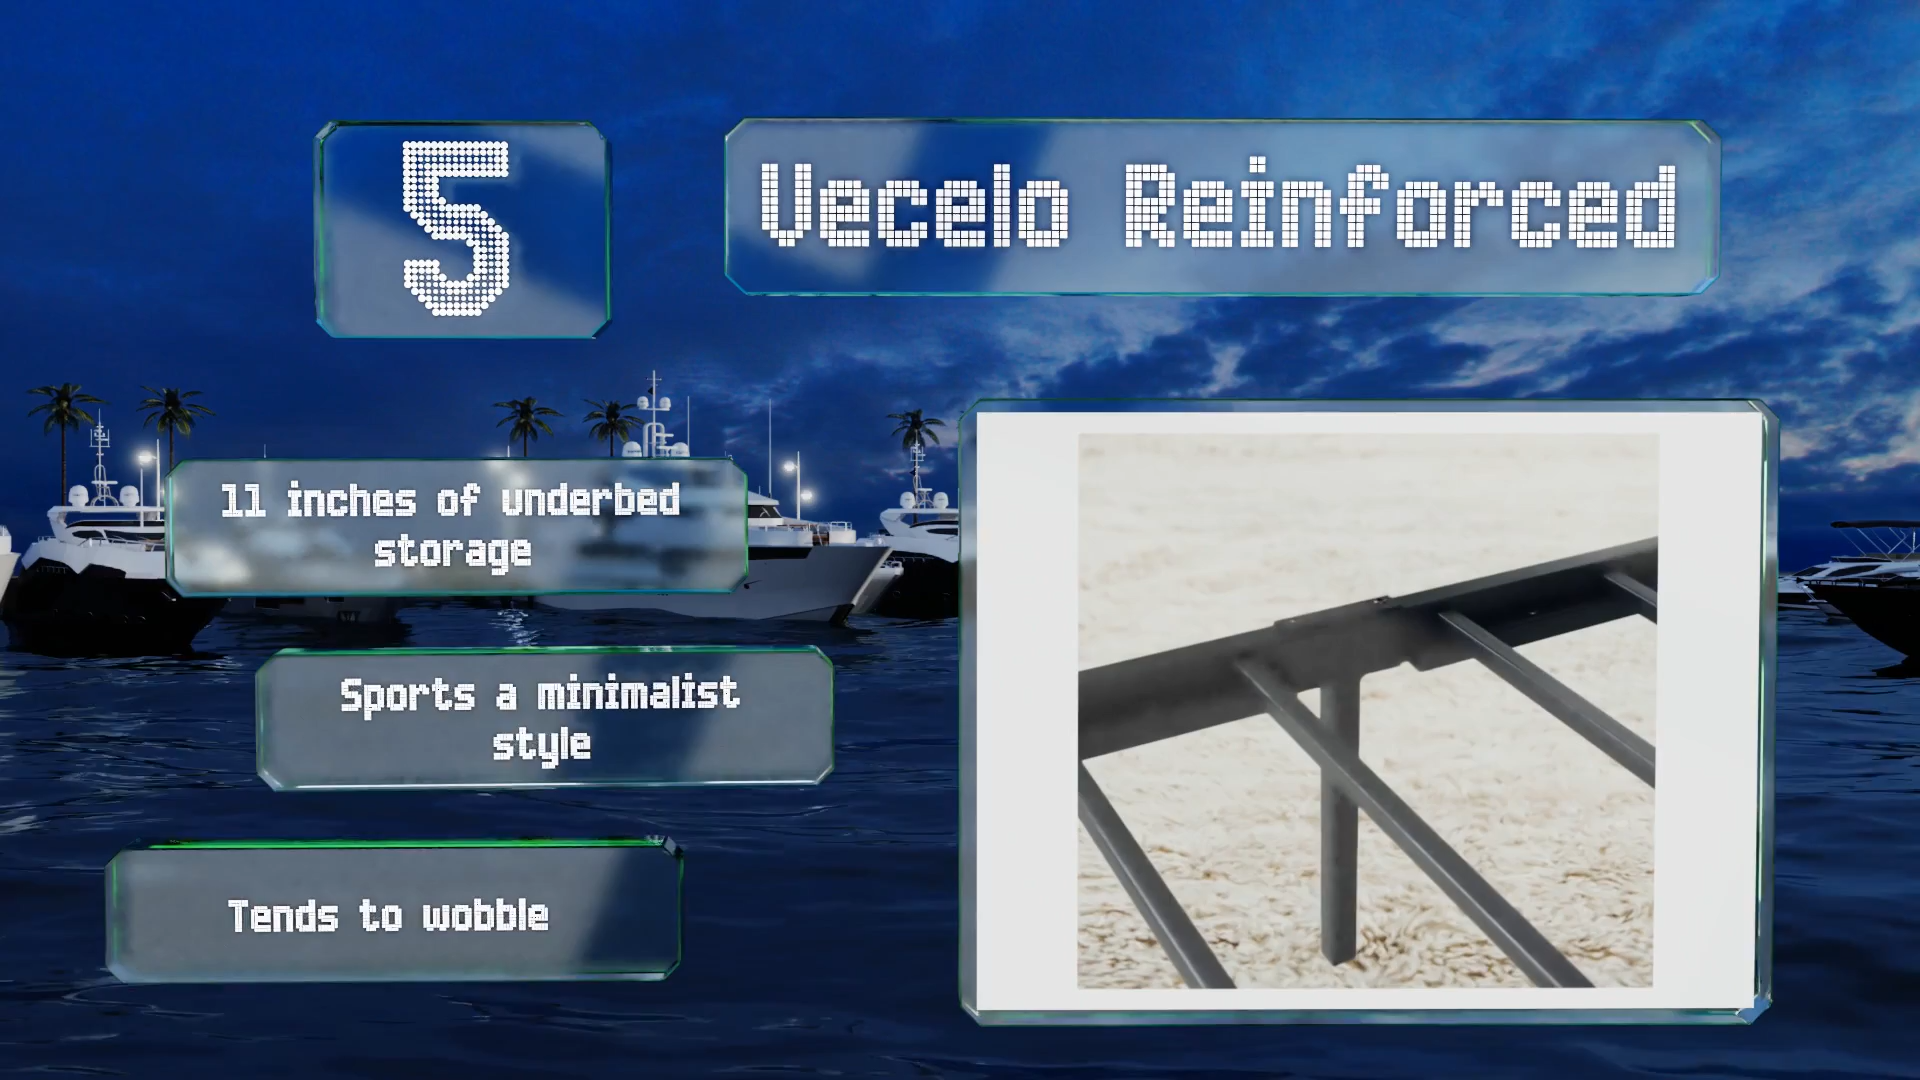 5
Vecelo Reinforced
11 inches of underbed
storage
Sports a minimalist
style
Tends to wobble